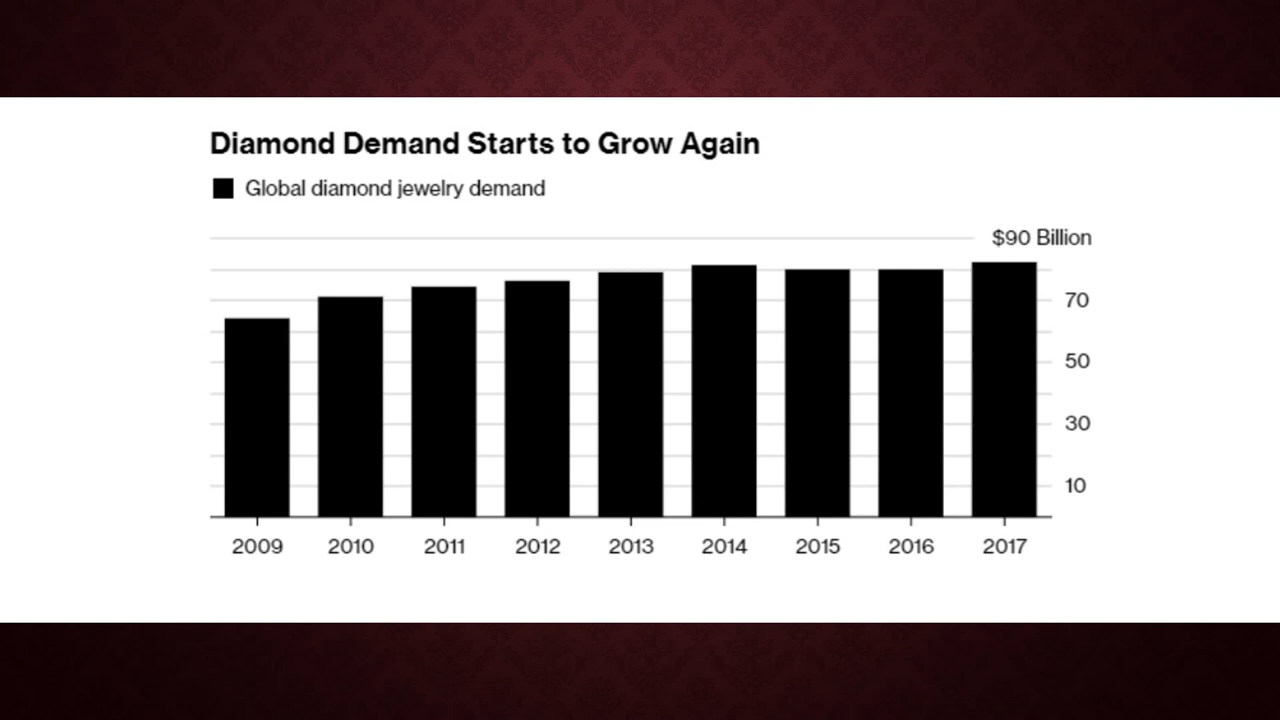 Diamond Demand Starts to Grow Again
Global diamond jewelry demand
$90 Billion
70
50
30
10
2009 2010 2011 2012 2013 2014 2015 2016 2017